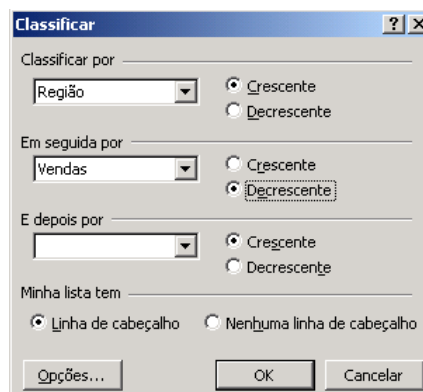 Classificar
Classificar por
Região
Crescente
Decrescente
Em seguida por
Vendas
Crescente
Decrescente
E depois por
Crescente
Decrescente
Minha lista tem
Linha de cabeçalho Nenhuma linha de cabeçalho
Opções... OK Cancelar